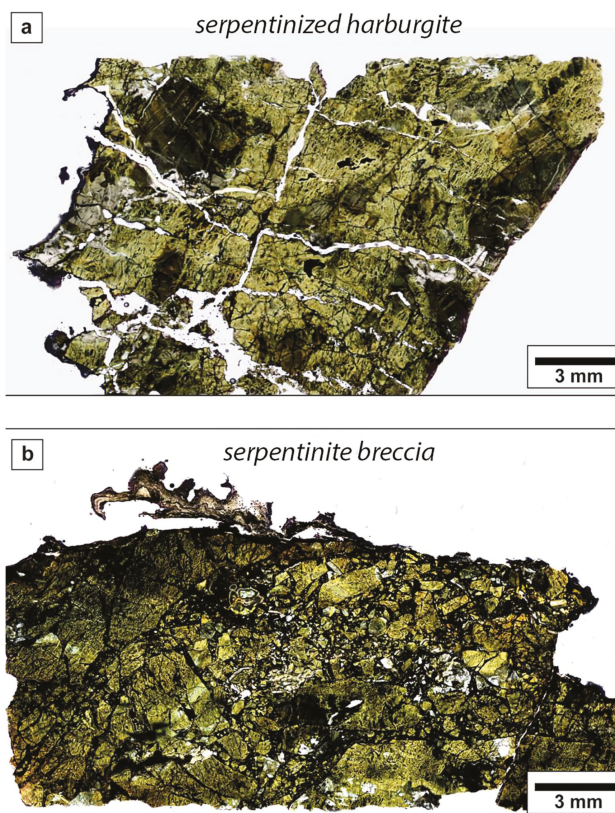 a
serpentinized harburgite
3 mm
b
serpentinite breccia
3 mm